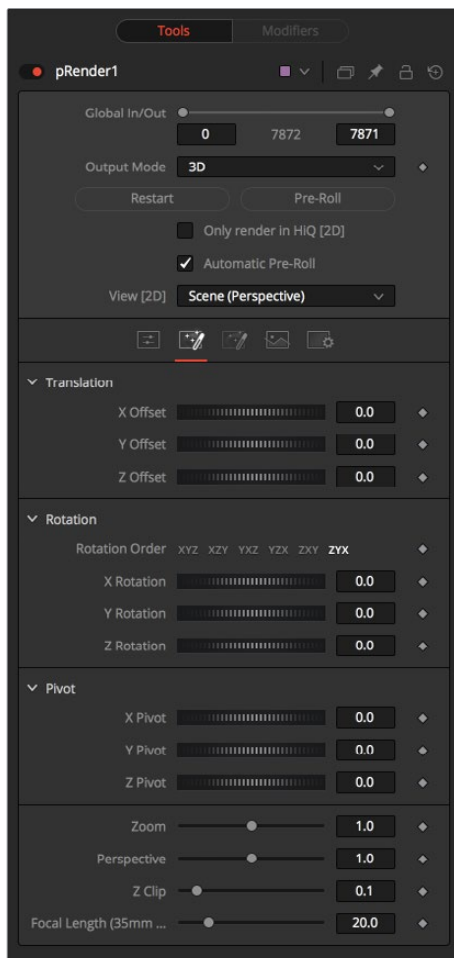 Tools Modifiers
pRender1
Global In/Out
0 7872 7871
Output Mode 3D
Restart Pre-Roll
Only render in HiQ [2D]
Automatic Pre-Roll
View [2D] Scene (Perspective)
Translation
X Offset 0.0
Y Offset 0.0
Z Offset 0.0
Rotation
Rotation Order XYZ XZY YXZ YZX ZXY ZYX
X Rotation 0.0
Y Rotation 0.0
Z Rotation 0.0
Pivot
X Pivot 0.0
Y Pivot 0.0
Z Pivot 0.0
Zoom 1.0
Perspective 1.0
Z Clip 0.1
Focal Length (35mm ... 20.0